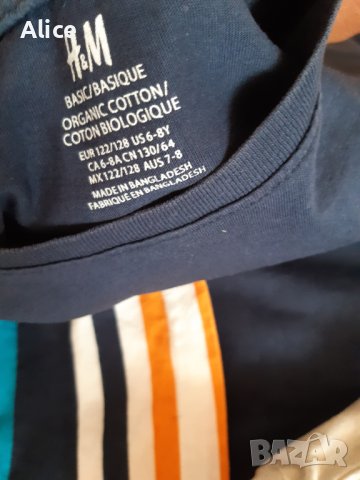 Alice
H&M
BASIC/BASIQUE
ORGANIC COTTON/
COTON BIOLOGIQUE
EUR 122/128 US 6-8Y
CA 6-8A CN 130/64
MX 122/128 AUS 7-8
MADE IN BANGLADESH
FABRIQUÉ EN BANGLADESH
BAZAR